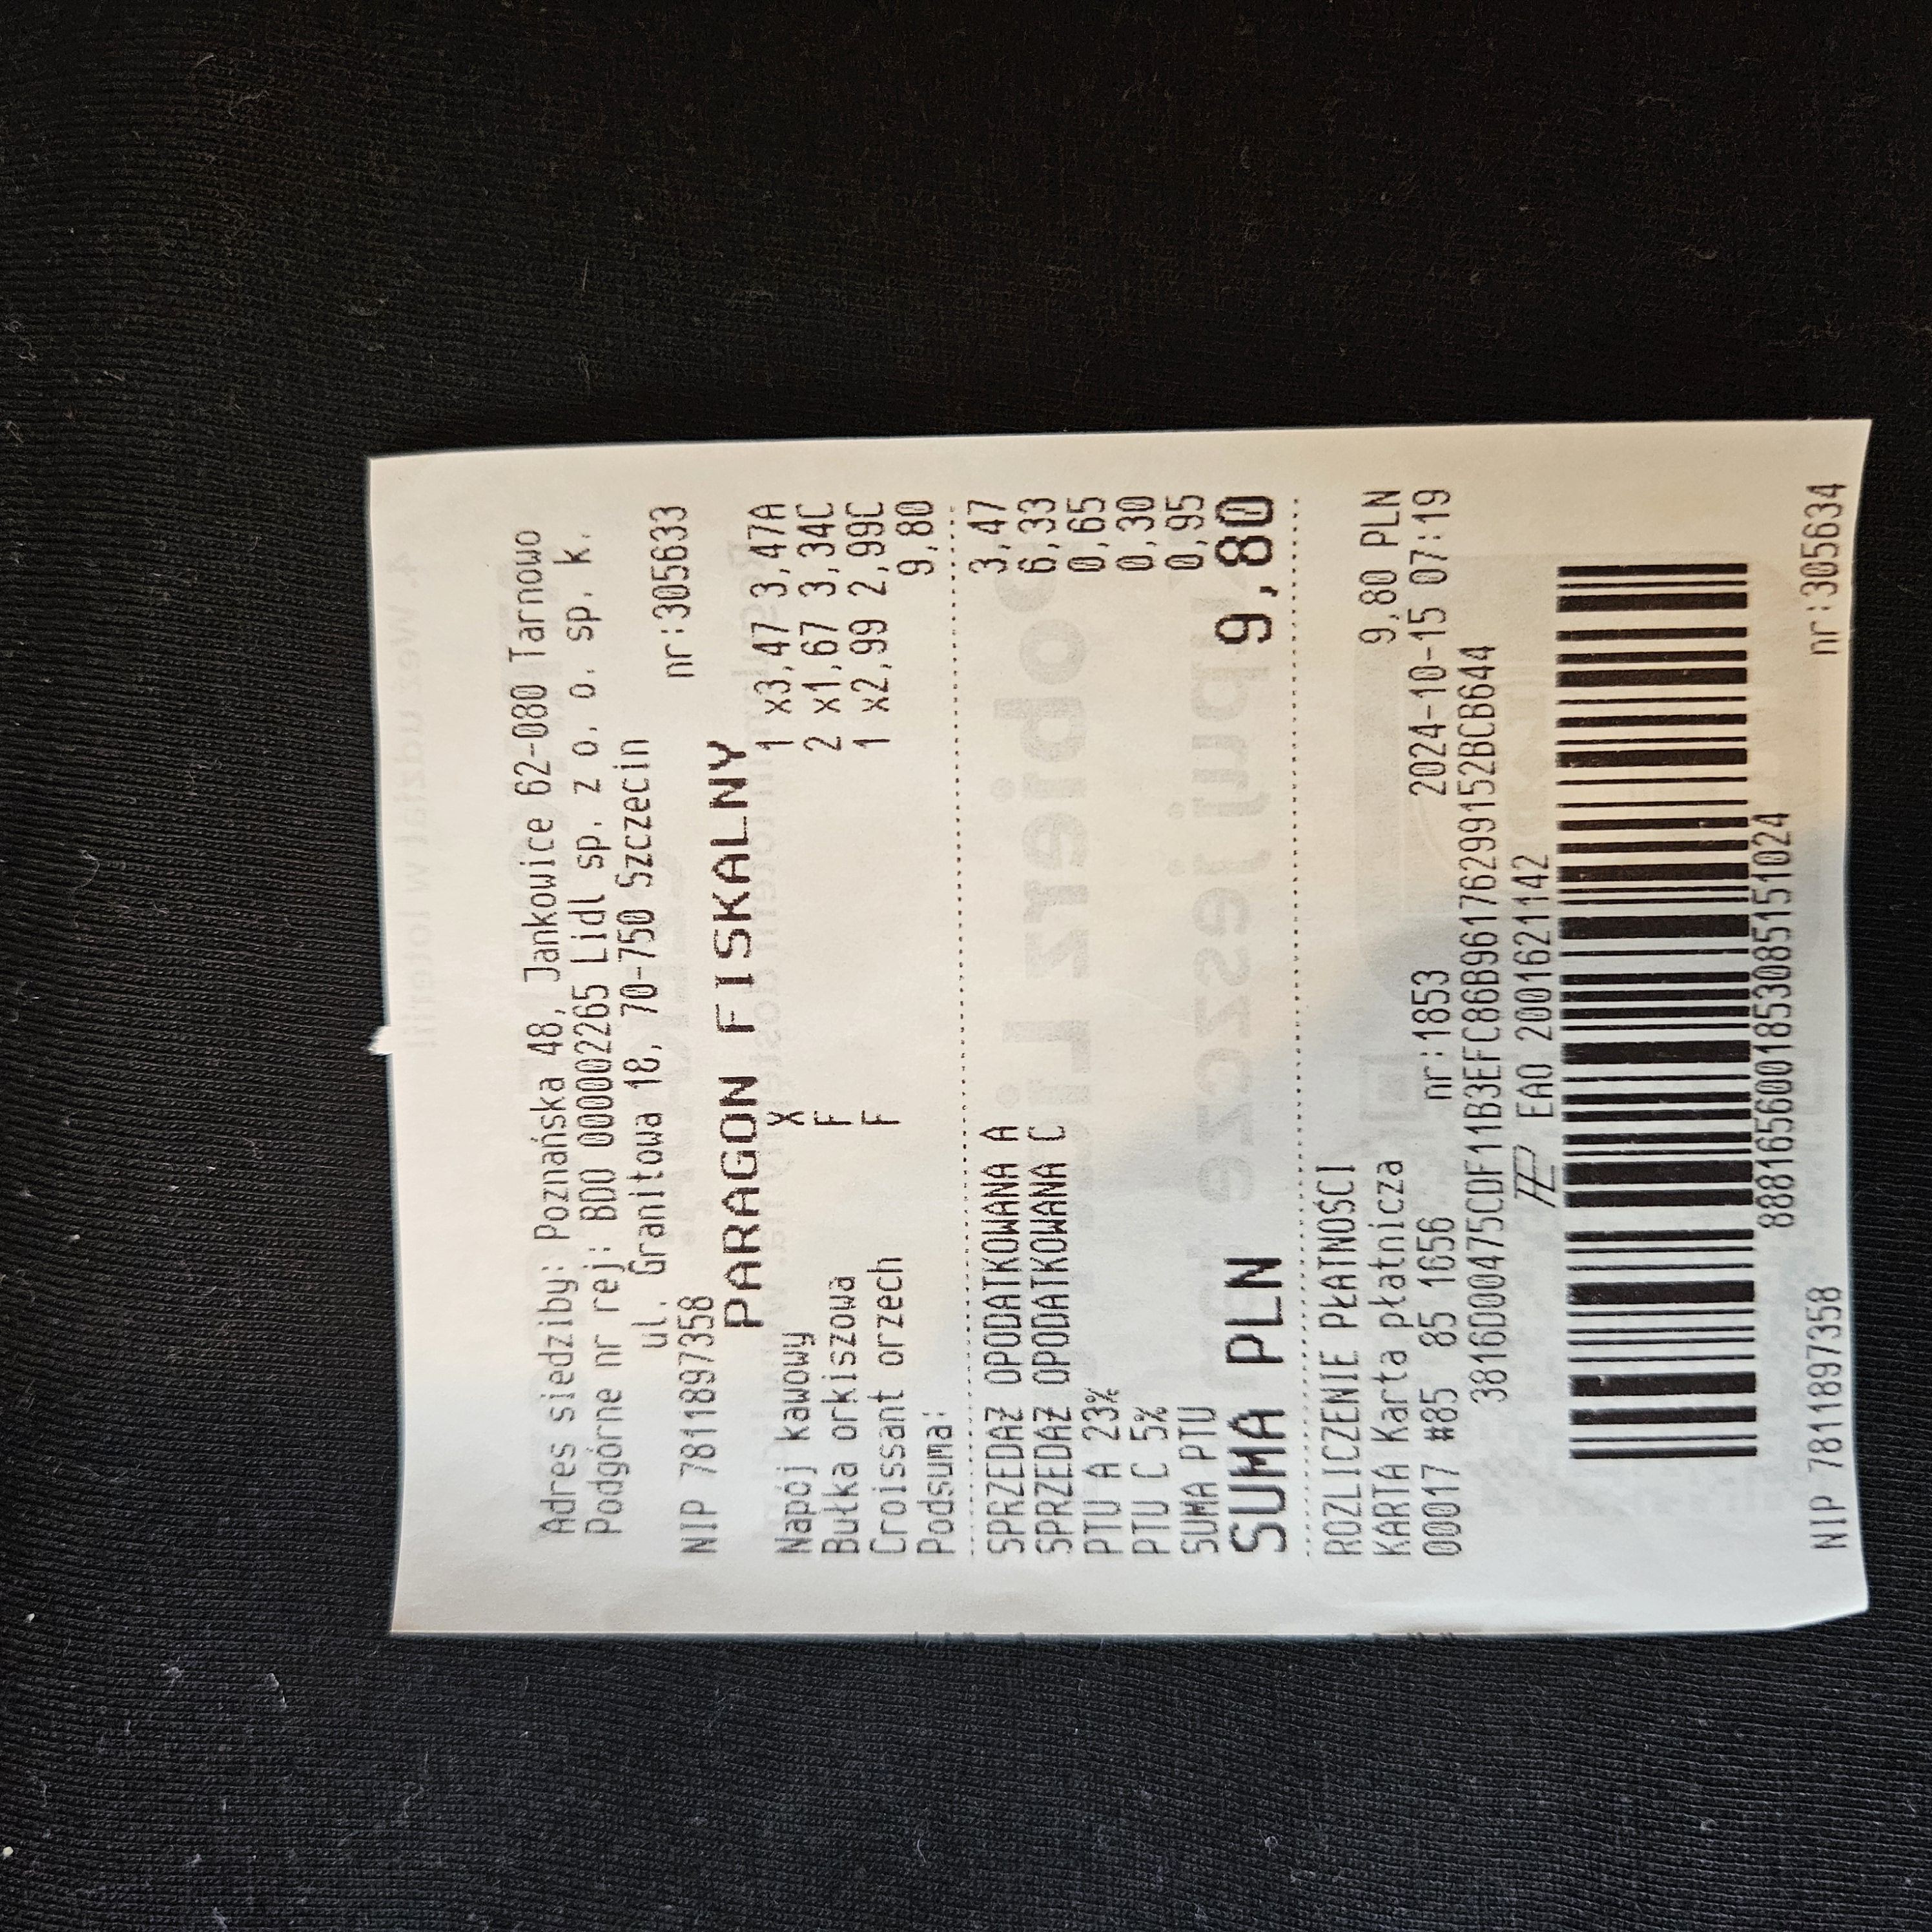 Adres siedziby: Poznańska 48, Jankowice 62-080 Tarnowo
Podgórne nr rej: BDO 000002265 Lidl sp. z o. o. sp. k.
ul. Granitowa 18, 70-750 Szczecin
NIP 7811897358 nr:305633
PARAGON FISKALNY
Napój kawowy X 1 x3,47 3,47A
Bułka orkiszowa F 2 x1,67 3,34C
Croissant orzech F 1 x2,99 2,99C
Podsuma: 9,80
SPRZEDAŻ OPODATKOWANA A 3,47
SPRZEDAŻ OPODATKOWANA C 6,33
PTU A 23% 0,65
PTU C 5% 0,30
SUMA PTU 0,95
SUMA PLN 9,80
ROZLICZENIE PŁATNOŚCI
KARTA Karta płatnicza 9,80 PLN
00017 #85 85 1656 nr:1853 2024-10-15 07:19
3816D00475CDF11B3EFC86B96176299152BCB644
EAO 2001621142
8881656001853085151024
NIP 7811897358 nr:305634